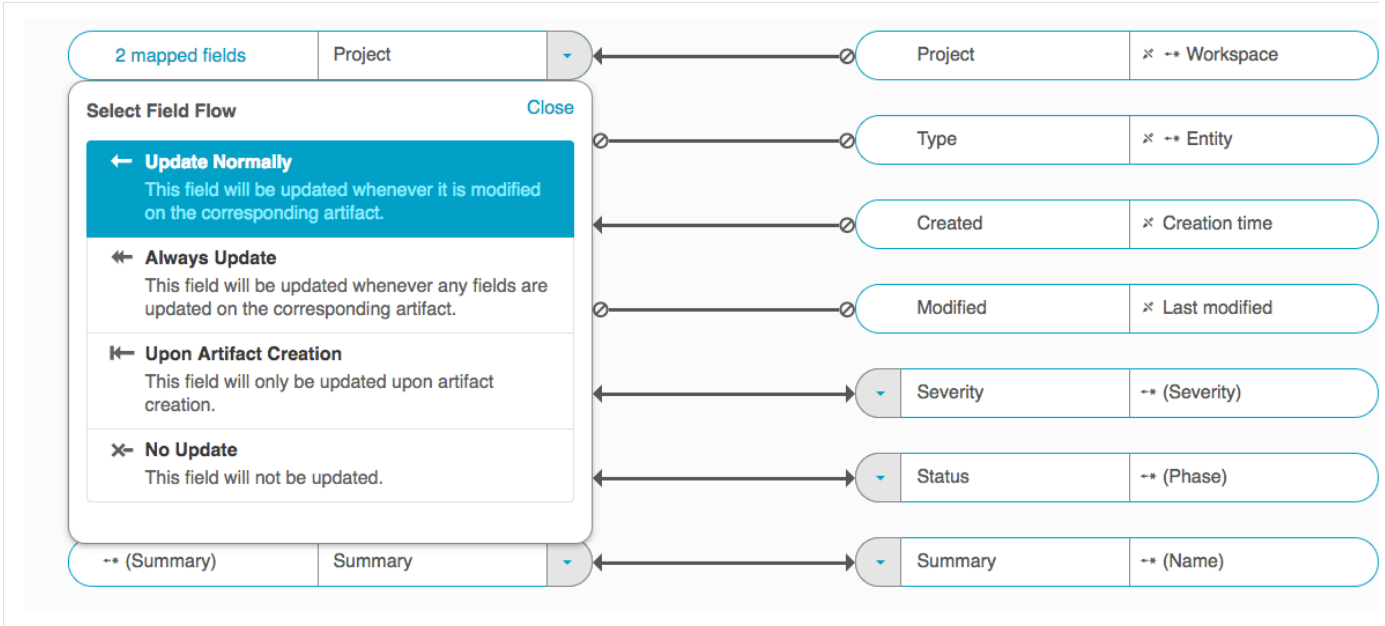 2 mapped fields Project Project Workspace
Select Field Flow Close
Update Normally
This field will be updated whenever it is modified
on the corresponding artifact.
Always Update
This field will be updated whenever any fields are
updated on the corresponding artifact.
Upon Artifact Creation
This field will only be updated upon artifact
creation.
No Update
This field will not be updated.
Type Entity
Created Creation time
Modified Last modified
Severity (Severity)
Status (Phase)
(Summary) Summary Summary (Name)